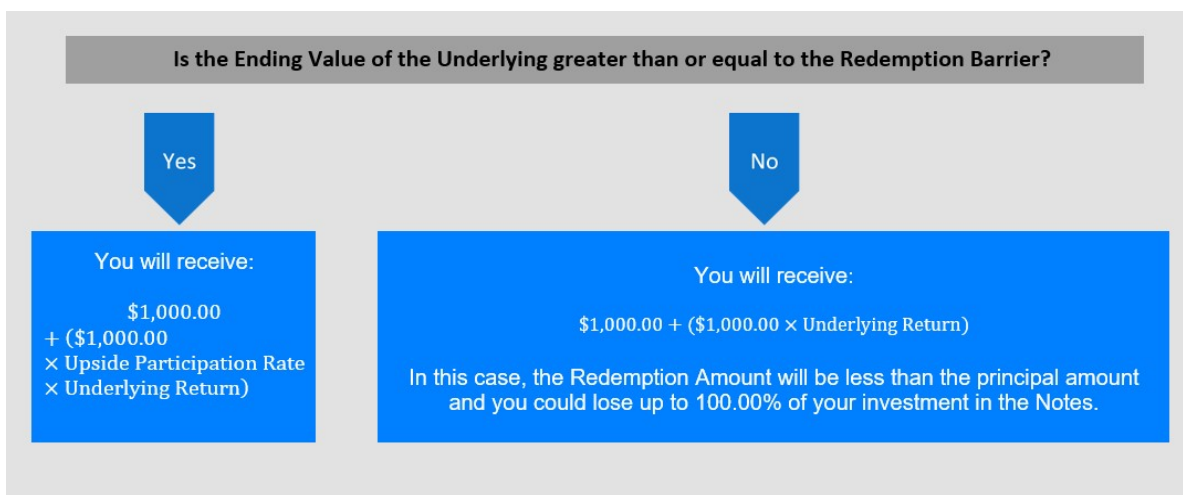 Is the Ending Value of the Underlying greater than or equal to the Redemption Barrier?
Yes
No
You will receive:
$1,000.00
+ ($1,000.00
× Upside Participation Rate
× Underlying Return)
You will receive:
$1,000.00 + ($1,000.00 × Underlying Return)
In this case, the Redemption Amount will be less than the principal amount
and you could lose up to 100.00% of your investment in the Notes.